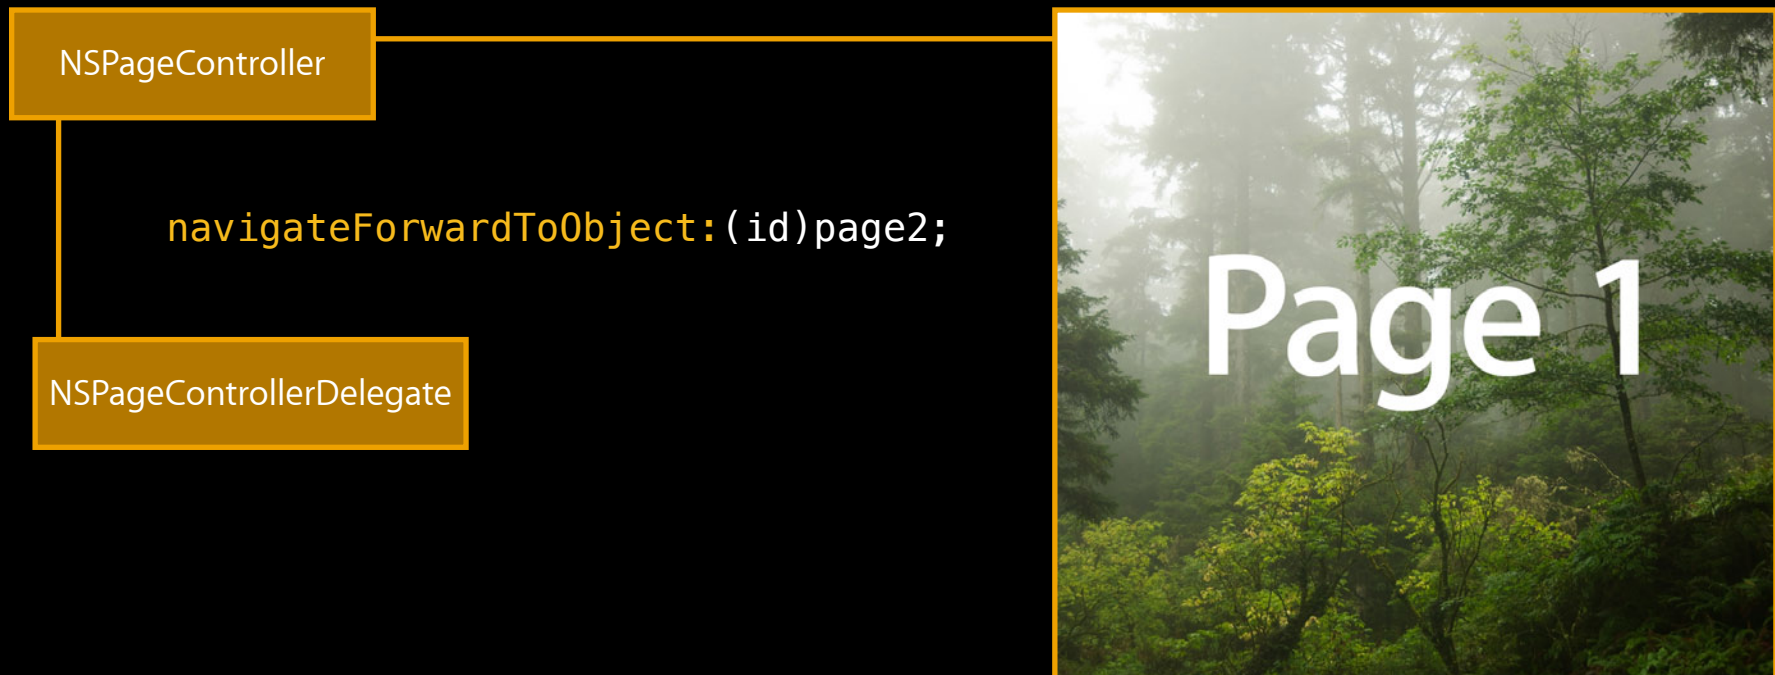 NSPageController
navigateForwardToObject:(id)page2;
NSPageControllerDelegate
Page 1